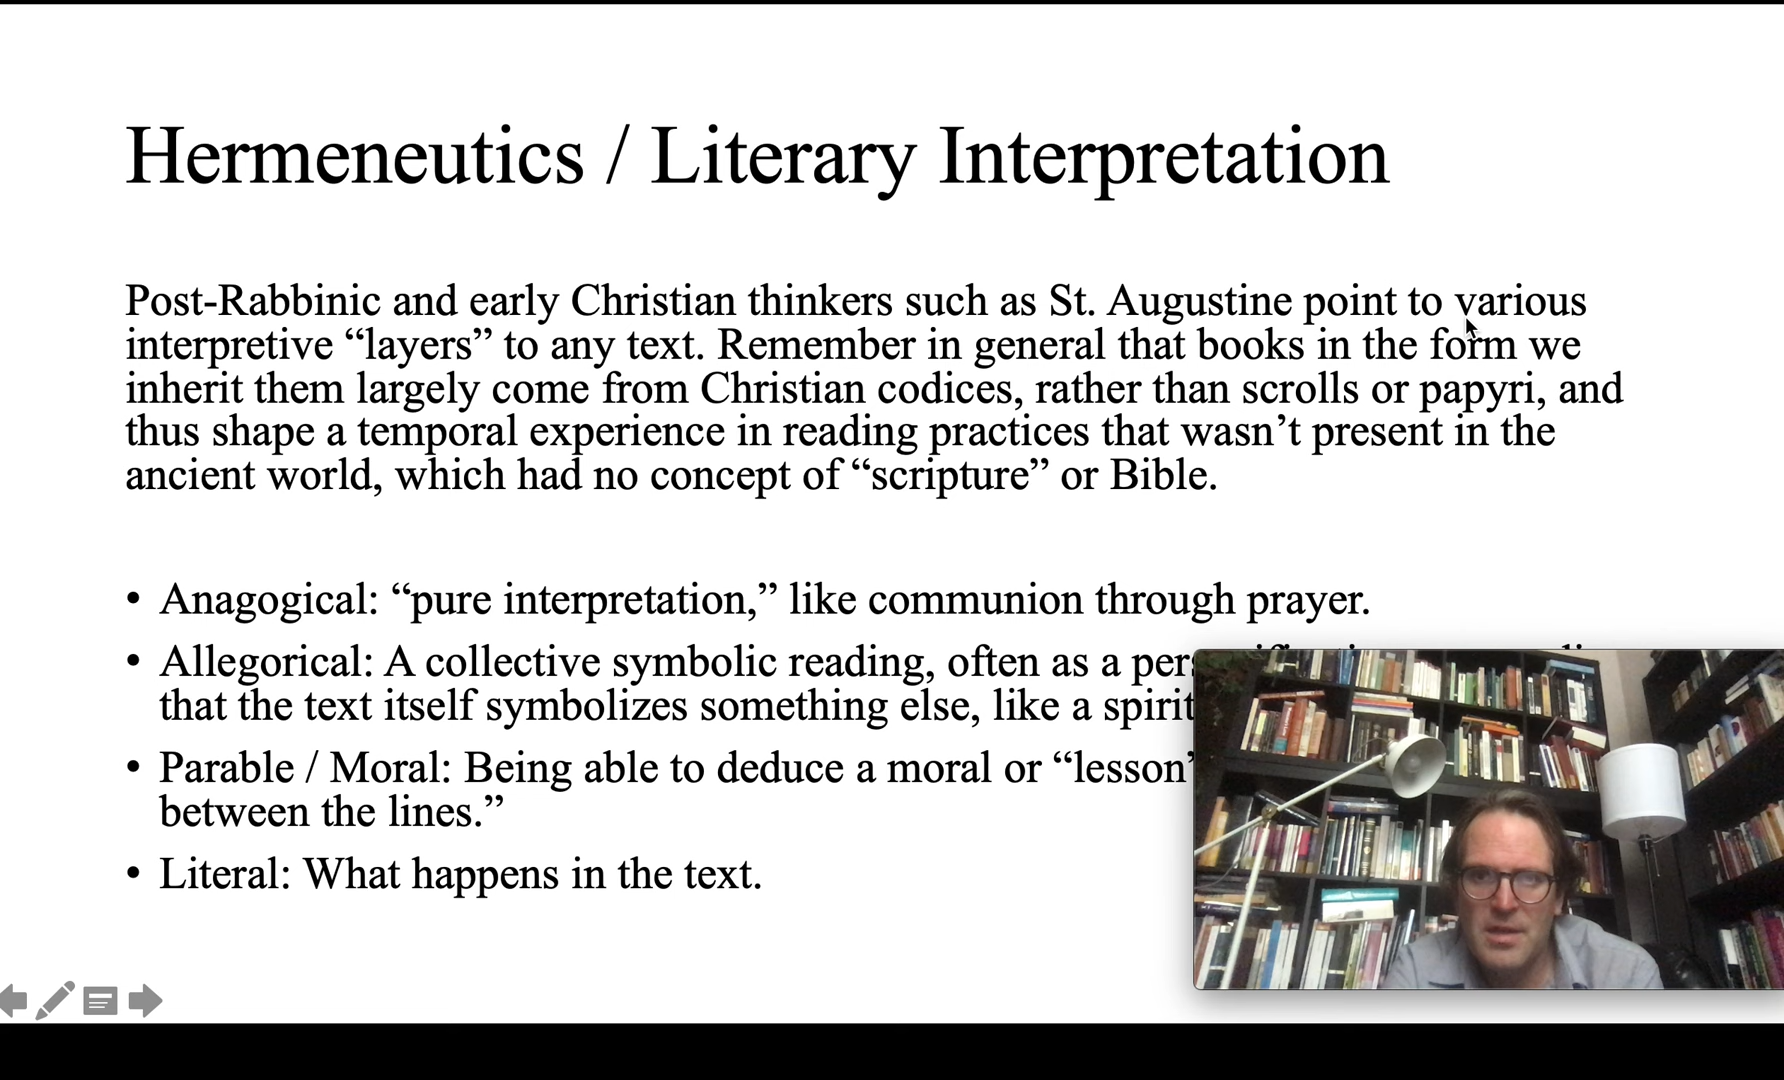 Hermeneutics / Literary Interpretation
Post-Rabbinic and early Christian thinkers such as St. Augustine point to various
interpretive “layers” to any text. Remember in general that books in the form we
inherit them largely come from Christian codices, rather than scrolls or papyri, and
thus shape a temporal experience in reading practices that wasn’t present in the
ancient world, which had no concept of “scripture” or Bible.
• Anagogical: “pure interpretation,” like communion through prayer.
• Allegorical: A collective symbolic reading, often as a
that the text itself symbolizes something else, like a
• Parable / Moral: Being able to deduce a moral or “lesson”
between the lines.”
• Literal: What happens in the text.